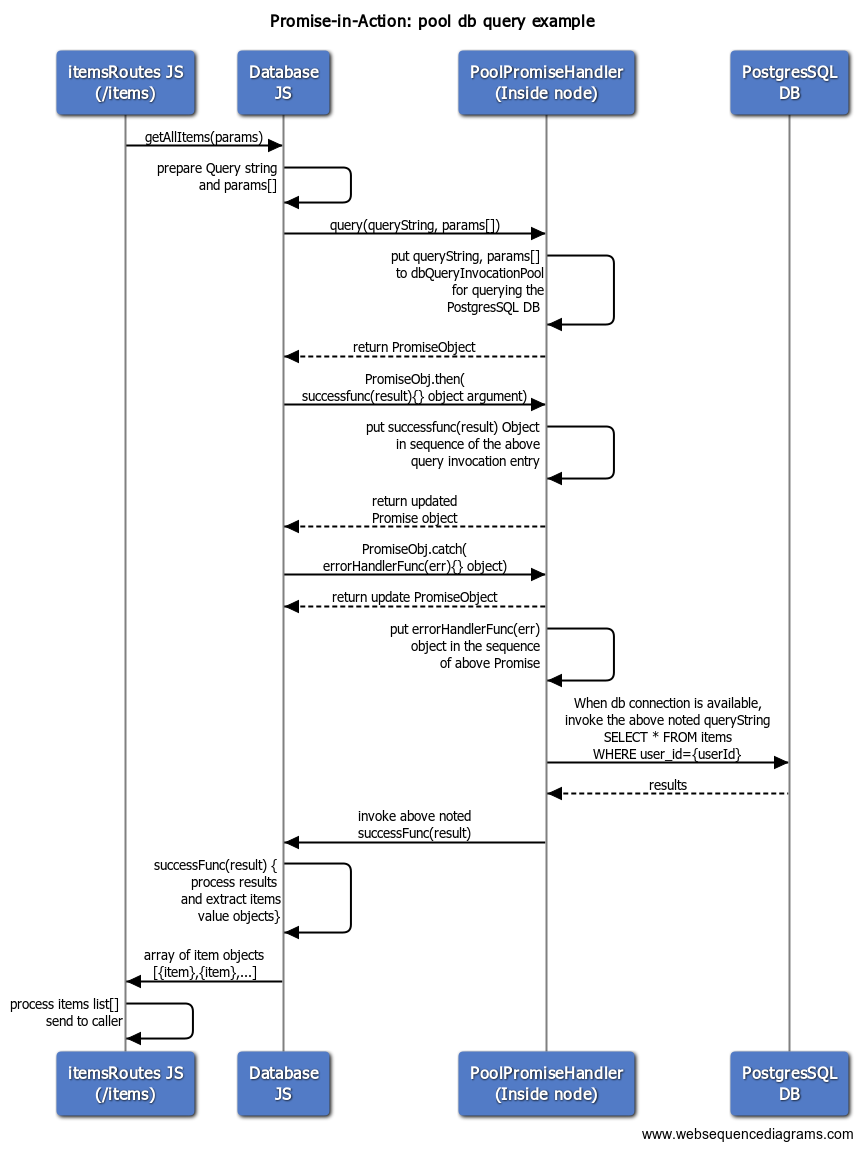 Promise-in-Action: pool db query example
itemsRoutes JS
(/items)
Database
JS
PoolPromiseHandler
(Inside node)
PostgresSQL
DB
getAllItems(params)
prepare Query string
and params[]
query(queryString, params[])
put queryString, params[]
to dbQueryInvocationPool
for querying the
PostgresSQL DB
return PromiseObject
PromiseObj.then(
successfunc(result){} object argument)
put successfunc(result) Object
in sequence of the above
query invocation entry
return updated
Promise object
PromiseObj.catch(
errorHandlerFunc(err){} object)
return update PromiseObject
put errorHandlerFunc(err)
object in the sequence
of above Promise
When db connection is available,
invoke the above noted queryString
SELECT * FROM items
WHERE user_id={userId}
results
invoke above noted
successFunc(result)
successFunc(result) {
process results
and extract items
value objects}
array of item objects
[{item},{item},...]
process items list[]
send to caller
itemsRoutes JS
(/items)
Database
JS
PoolPromiseHandler
(Inside node)
PostgresSQL
DB
www.websequencediagrams.com